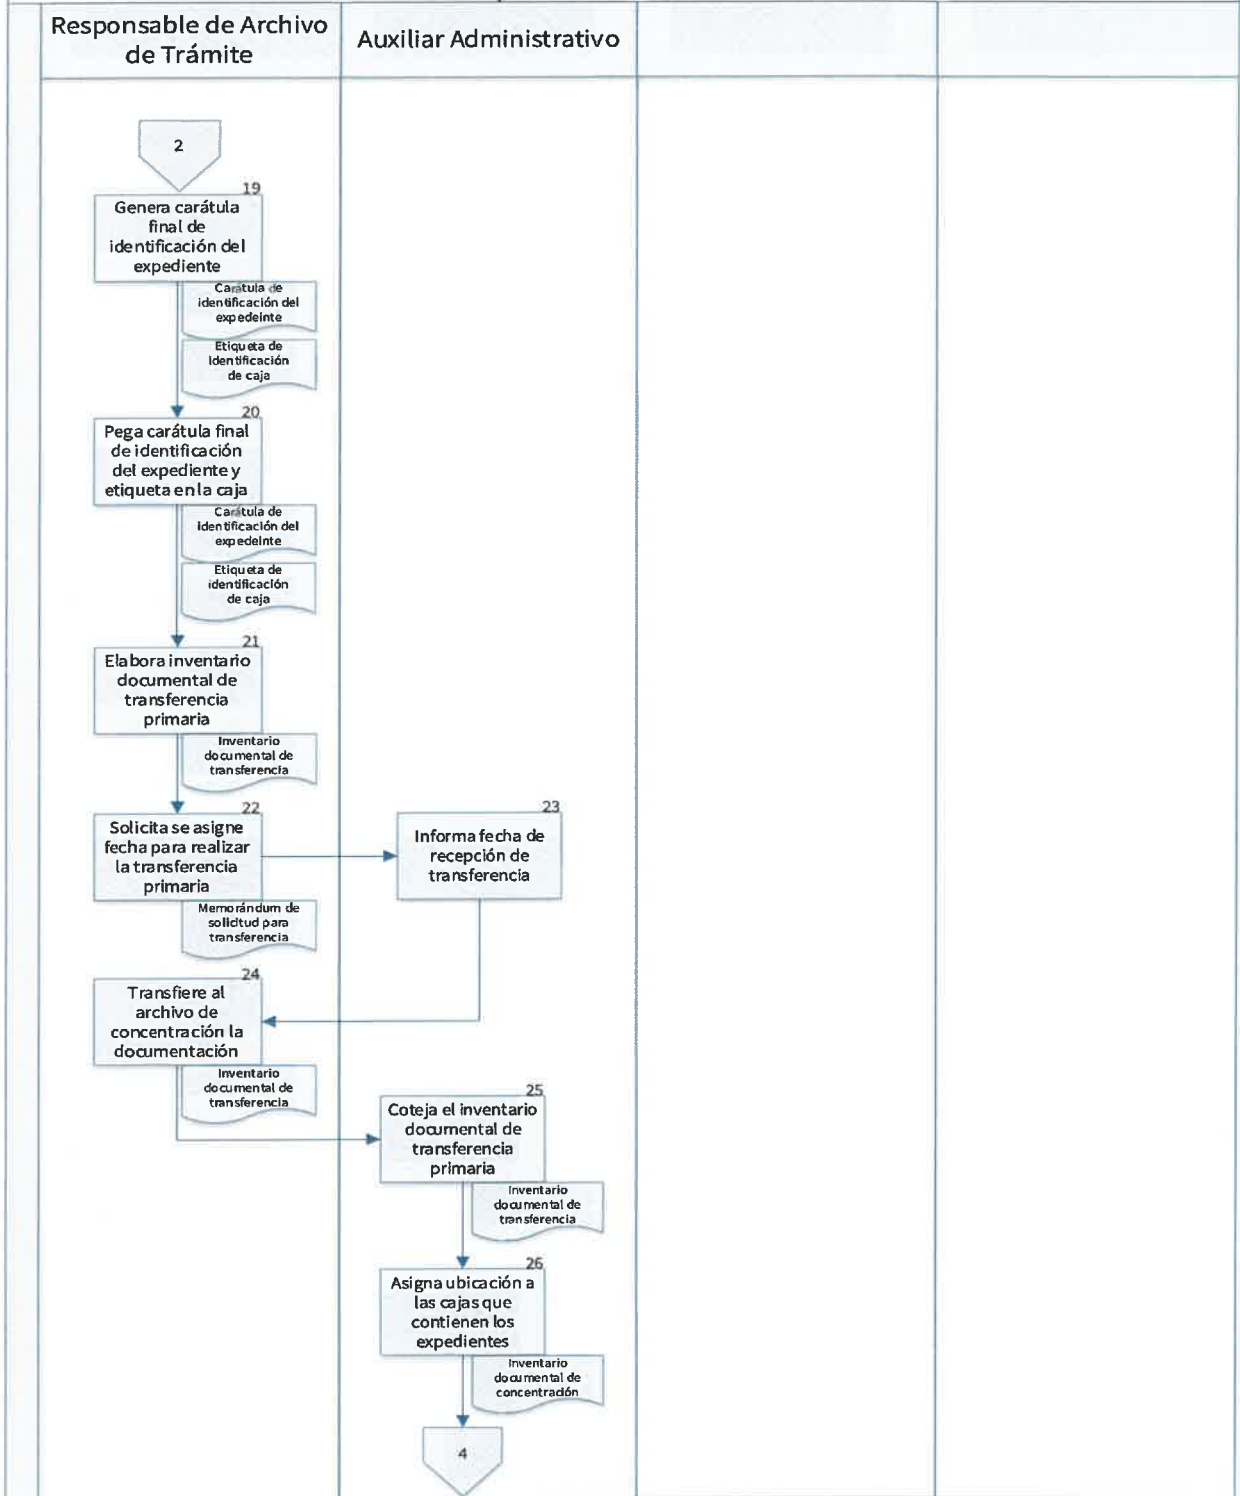 Responsable de Archivo
de Trámite
Auxiliar Administrativo
2
19
Genera carátula
final de
identificación del
expediente
Carátula de
identificación del
expedeinte
Etiqueta de
identificación
de caja
20
Pega carátula final
de identificación
del expediente y
etiqueta en la caja
Carátula de
identificación del
expedeinte
Etiqueta de
identificación
de caja
21
Elabora inventario
documental de
transferencia
primaria
Inventario
documental de
transferencia
22
Solicita se asigne
fecha para realizar
la transferencia
primaria
Memorándum de
solicitud para
transferencia
23
Informa fecha de
recepción de
transferencia
24
Transfiere al
archivo de
concentración la
documentación
Inventario
documental de
transferencia
25
Coteja el inventario
documental de
transferencia
primaria
Inventario
documental de
transferencia
26
Asigna ubicación a
las cajas que
contienen los
expedientes
Inventario
documental de
concentración
4